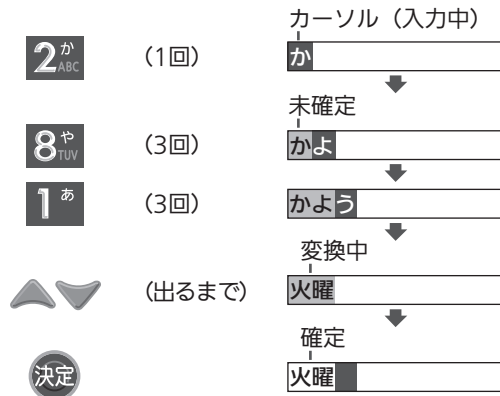 カーソル（入力中）
2 か ABC （1回） か
未確定
8 や TUV （3回） かよ
1 あ （3回） かよう
変換中
（出るまで） 火曜
確定
決定 火曜